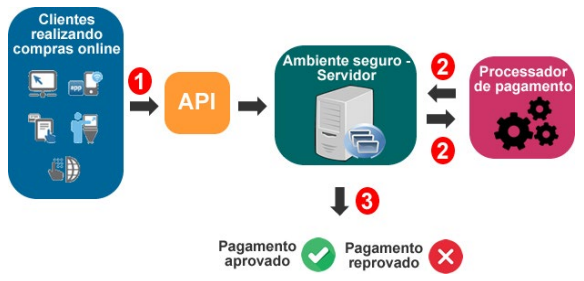 Clientes
realizando
compras online
app
1
API
Ambiente seguro -
Servidor
2
2
Processador
de pagamento
3
Pagamento
aprovado
Pagamento
reprovado